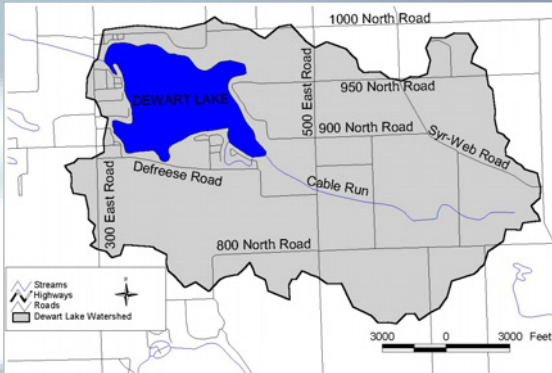 1000 North Road
DEWART LAKE
500 East Road
950 North Road
900 North Road
Syr-Web Road
Defreese Road
Cable Run
300 East Road
800 North Road
Streams
Highways
Roads
Dewart Lake Watershed
N
3000 0 3000 Feet